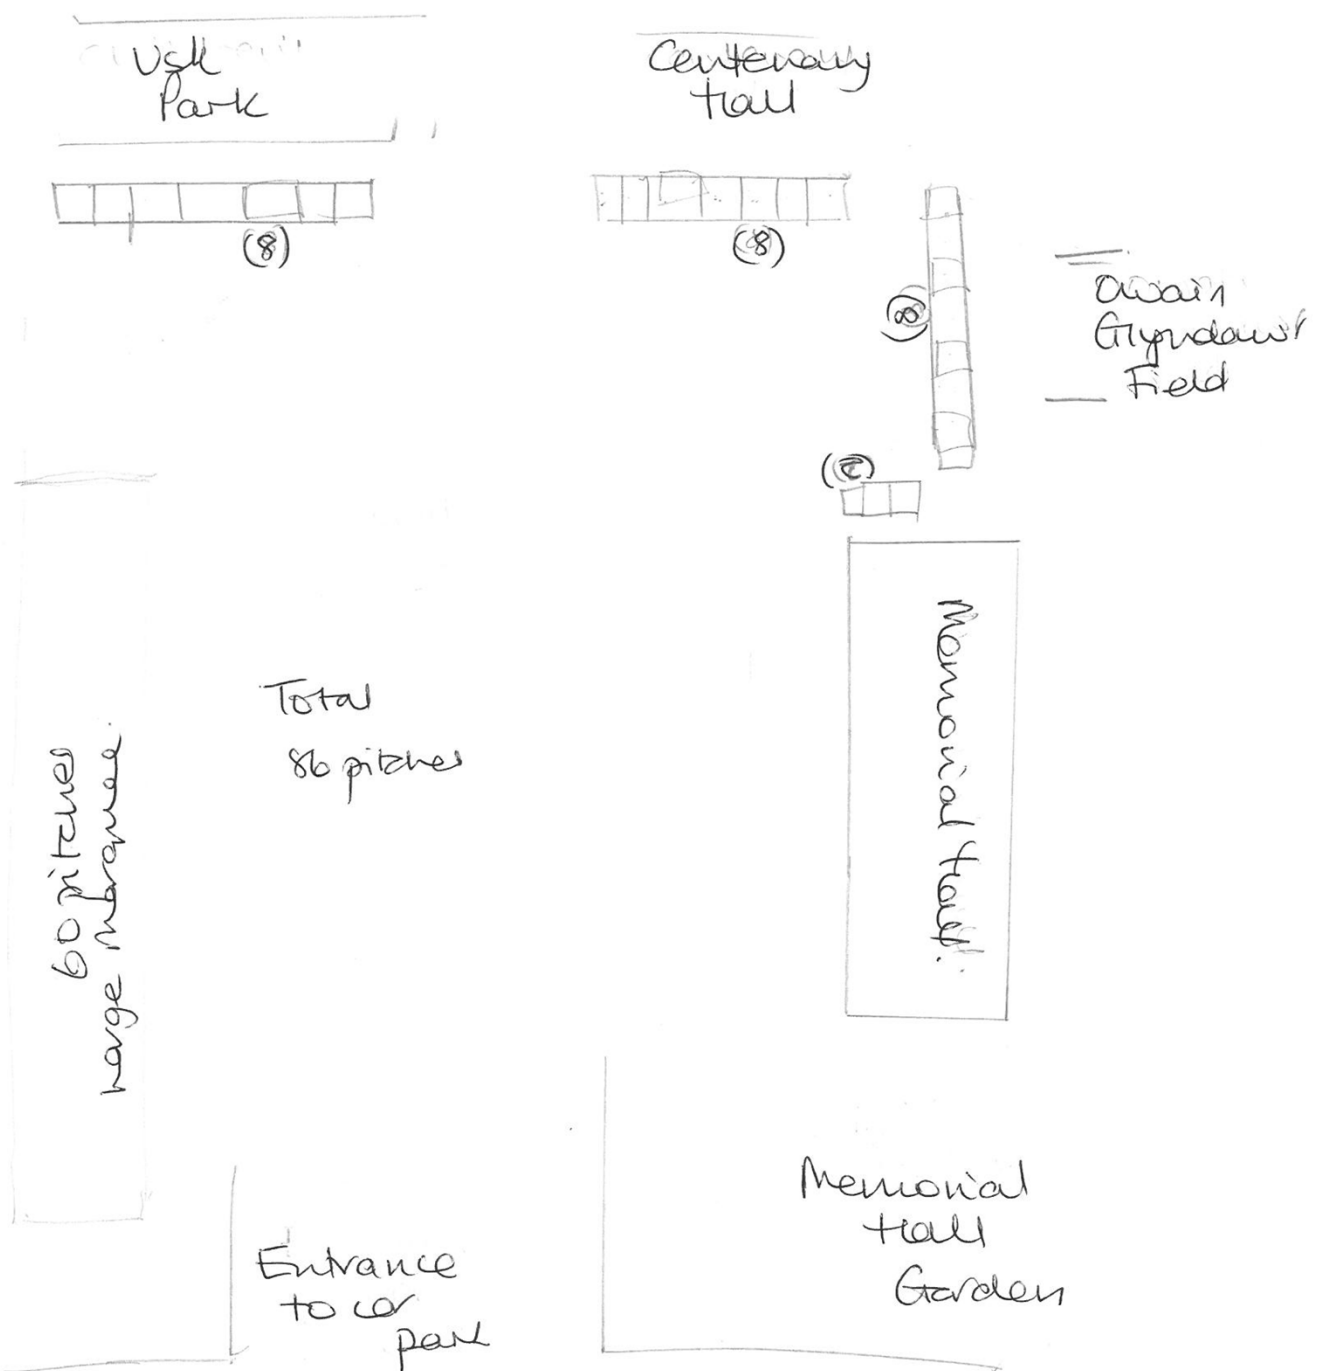 Usk
Park
Centenary
Hall
(8)
(8)
(8)
Owain
Glyndawr
Field
(2)
Memorial Hall.
Total
86 pitches
60 pitches
Large Marquee.
Memorial
Hall
Garden
Entrance
to car
park